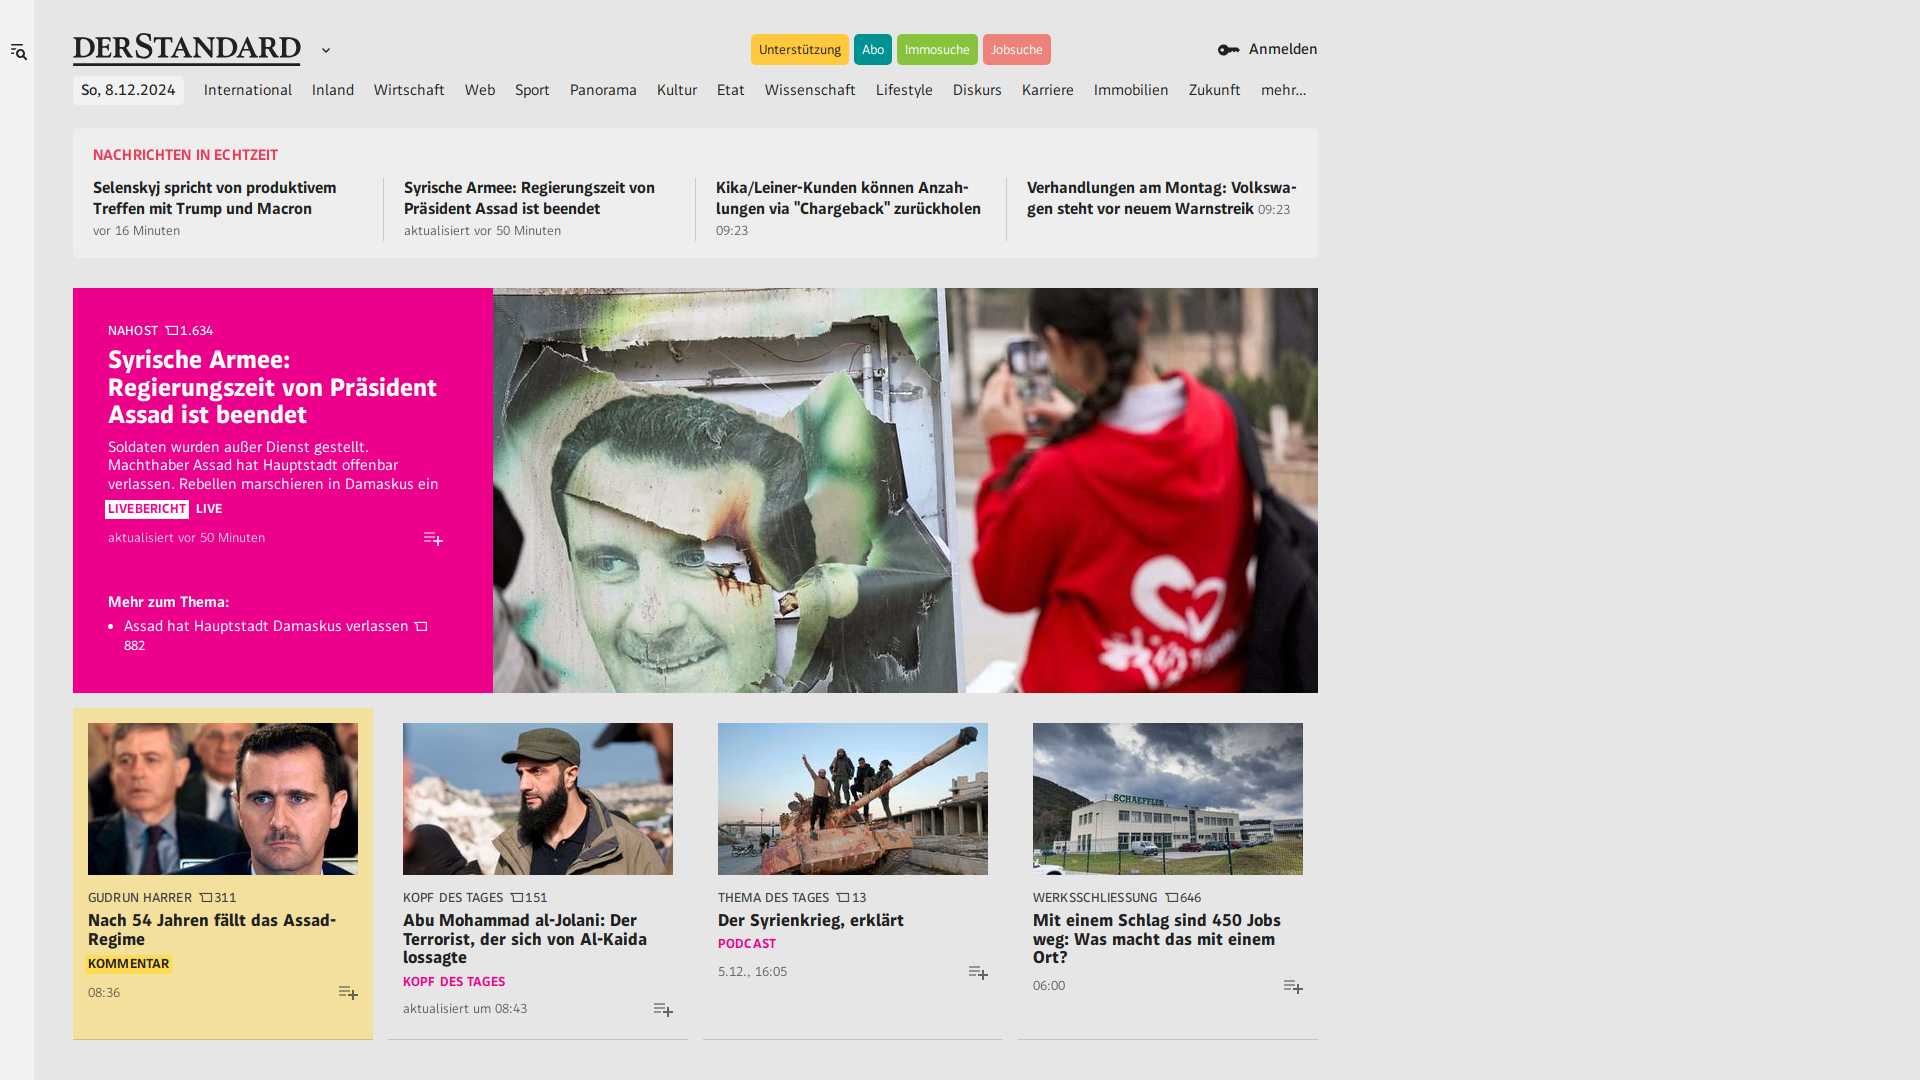 DERSTANDARD
Unterstützung
Abo
Immosuche
Jobsuche
Anmelden
So, 8.12.2024
International
Inland
Wirtschaft
Web
Sport
Panorama
Kultur
Etat
Wissenschaft
Lifestyle
Diskurs
Karriere
Immobilien
Zukunft
mehr…
NACHRICHTEN IN ECHTZEIT
Selenskyj spricht von produktivem
Treffen mit Trump und Macron
vor 16 Minuten
Syrische Armee: Regierungszeit von
Präsident Assad ist beendet
aktualisiert vor 50 Minuten
Kika/Leiner-Kunden können Anzah-
lungen via "Chargeback" zurückholen
09:23
Verhandlungen am Montag: Volkswa-
gen steht vor neuem Warnstreik 09:23
NAHOST 1.634
Syrische Armee:
Regierungszeit von Präsident
Assad ist beendet
Soldaten wurden außer Dienst gestellt.
Machthaber Assad hat Hauptstadt offenbar
verlassen. Rebellen marschieren in Damaskus ein
LIVEBERICHT LIVE
aktualisiert vor 50 Minuten
Mehr zum Thema:
• Assad hat Hauptstadt Damaskus verlassen
882
GUDRUN HARRER 311
Nach 54 Jahren fällt das Assad-
Regime
KOMMENTAR
08:36
KOPF DES TAGES 151
Abu Mohammad al-Jolani: Der
Terrorist, der sich von Al-Kaida
lossagte
KOPF DES TAGES
aktualisiert um 08:43
THEMA DES TAGES 13
Der Syrienkrieg, erklärt
PODCAST
5.12., 16:05
SCHAEFFLER
WERKSSCHLIESSUNG 646
Mit einem Schlag sind 450 Jobs
weg: Was macht das mit einem
Ort?
06:00